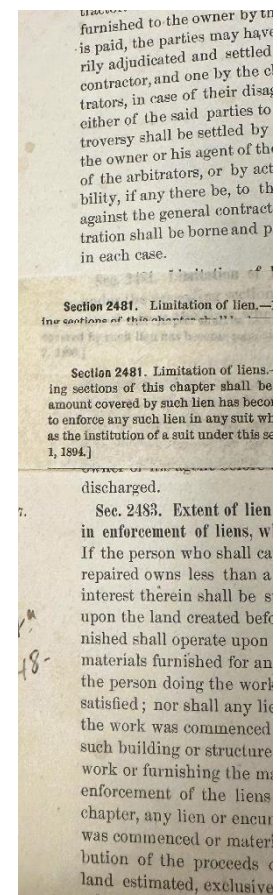 furnished to the owner by th
is paid, the parties may have
rily adjudicated and settled
contractor, and one by the cl
trators, in case of their disag
either of the said parties to
troversy shall be settled by
the owner or his agent of the
of the arbitrators, or by act
bility, if any there be, to th
against the general contract
tration shall be borne and p
in each case.
Section 2481. Limitation of lien.—
ing sections of this chapter shall
Section 2481. Limitation of liens.-
ing sections of this chapter shall be
amount covered by such lien has becor
to enforce any such lien in any suit wh
as the institution of a suit under this se
1, 1894.]
discharged.
7.
Sec. 2483. Extent of lien
in enforcement of liens, w
If the person who shall ca
repaired owns less than a
interest therein shall be s
upon the land created befo
nished shall operate upon
materials furnished for an
48-
the person doing the work
satisfied; nor shall any lie
the work was commenced
such building or structure
work or furnishing the ma
enforcement of the liens
chapter, any lien or encur
was commenced or materi
bution of the proceeds o
land estimated, exclusive